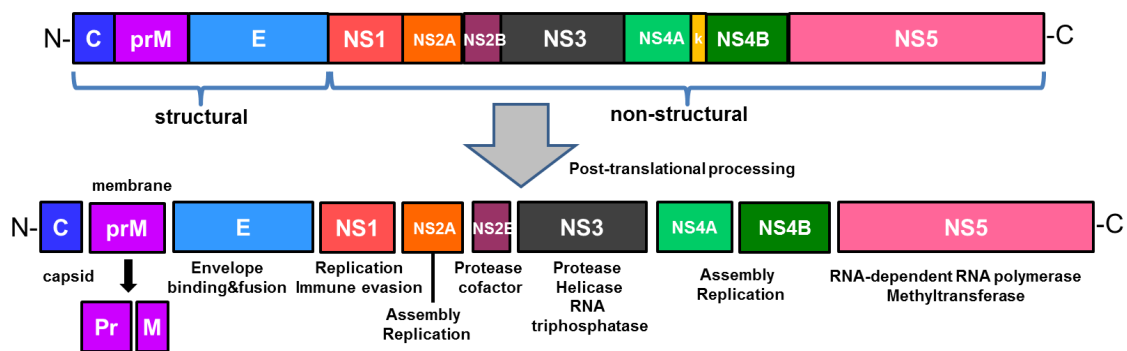 N- C prM E NS1 NS2A NS2B NS3 NS4A k NS4B NS5 -C
structural
non-structural
Post-translational processing
membrane
N- C prM E NS1 NS2A NS2B NS3 NS4A NS4B NS5 -C
capsid
Envelope
binding&fusion
Replication
Immune evasion
Assembly
Replication
Protease
cofactor
Protease
Helicase
RNA
triphosphatase
Assembly
Replication
RNA-dependent RNA polymerase
Methyltransferase
Pr M